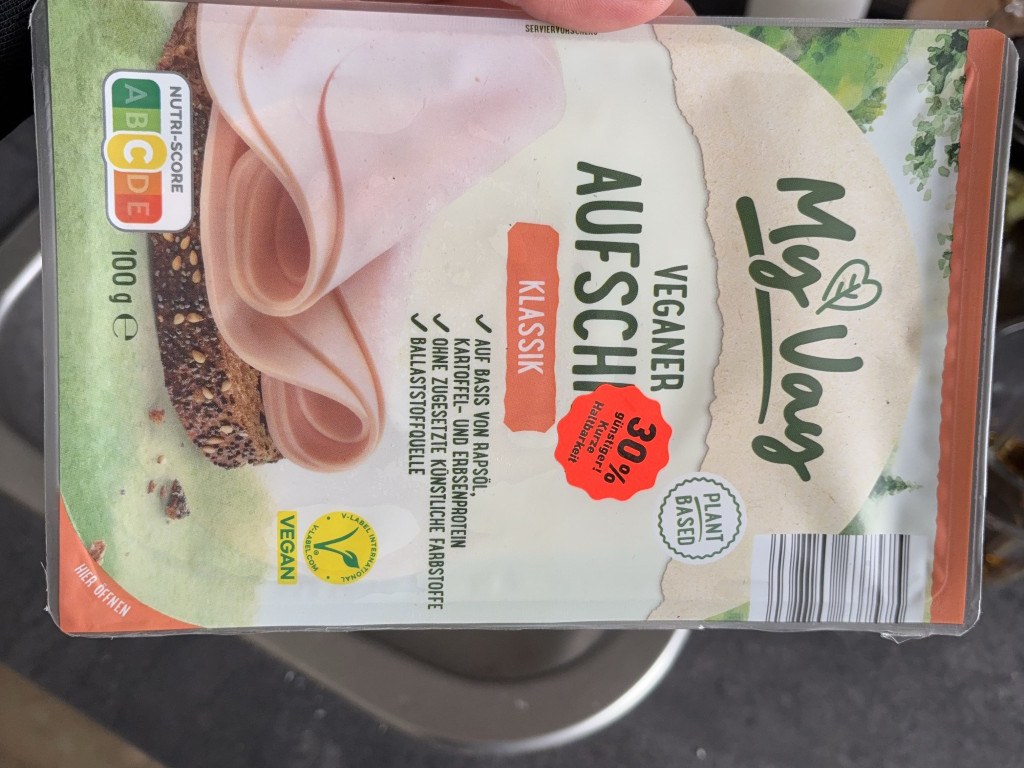 SERVIERVORSCHLAG
My Vay
VEGANER
AUFSCHN
KLASSIK
✓ AUF BASIS VON RAPSÖL,
KARTOFFEL- UND ERBSENPROTEIN
✓ OHNE ZUGESETZTE KÜNSTLICHE FARBSTOFFE
✓ BALLASTSTOFFQUELLE
30%
günstiger!
Kurze
Haltbarkeit
PLANT
BASED
NUTRI-SCORE
A B C D E
100 g ℮
V-LABEL INTERNATIONAL
V-LABEL.COM
VEGAN
HIER ÖFFNEN